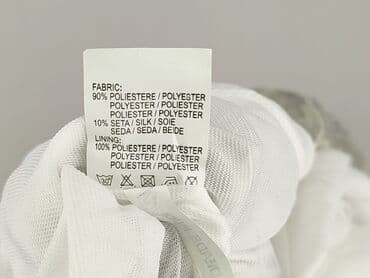 FABRIC:
90% POLIESTERE / POLYESTER
POLYESTER / POLIESTER
POLIESTER / POLYESTER
10% SETA / SILK / SOIE
SEDA / SEDA / BEIDE
LINING:
100% POLIESTERE / POLYESTER
POLYESTER / POLIESTER
POLIESTER / POLYESTER